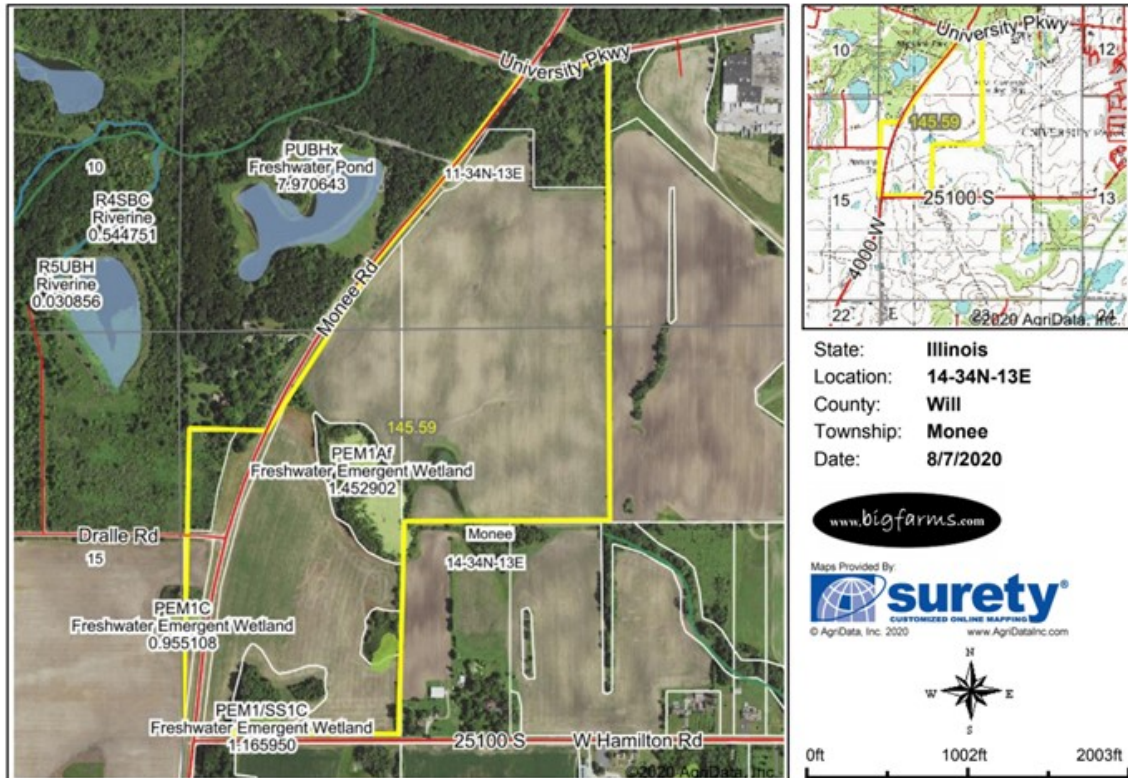 University Pkwy
PUBHx
Freshwater Pond
7.970643
10
11-34N-13E
R4SBC
Riverine
0.544751
R5UBH
Riverine
0.030856
Monee Rd
145.59
PEM1Af
Freshwater Emergent Wetland
1.452902
Dralle Rd
15
Monee
14-34N-13E
PEM1C
Freshwater Emergent Wetland
0.955108
PEM1/SS1C
Freshwater Emergent Wetland
1.165950
25100 S
W Hamilton Rd
©2020 AgriData, Inc.
University Pkwy
10
12
145.59
15
25100 S
13
4000 W
22
23
24
©2020 AgriData, Inc.
State: Illinois
Location: 14-34N-13E
County: Will
Township: Monee
Date: 8/7/2020
www.bigfarms.com
Maps Provided By:
surety®
CUSTOMIZED ONLINE MAPPING
© AgriData, Inc. 2020 www.AgriDataInc.com
N
W E
S
0ft 1002ft 2003ft